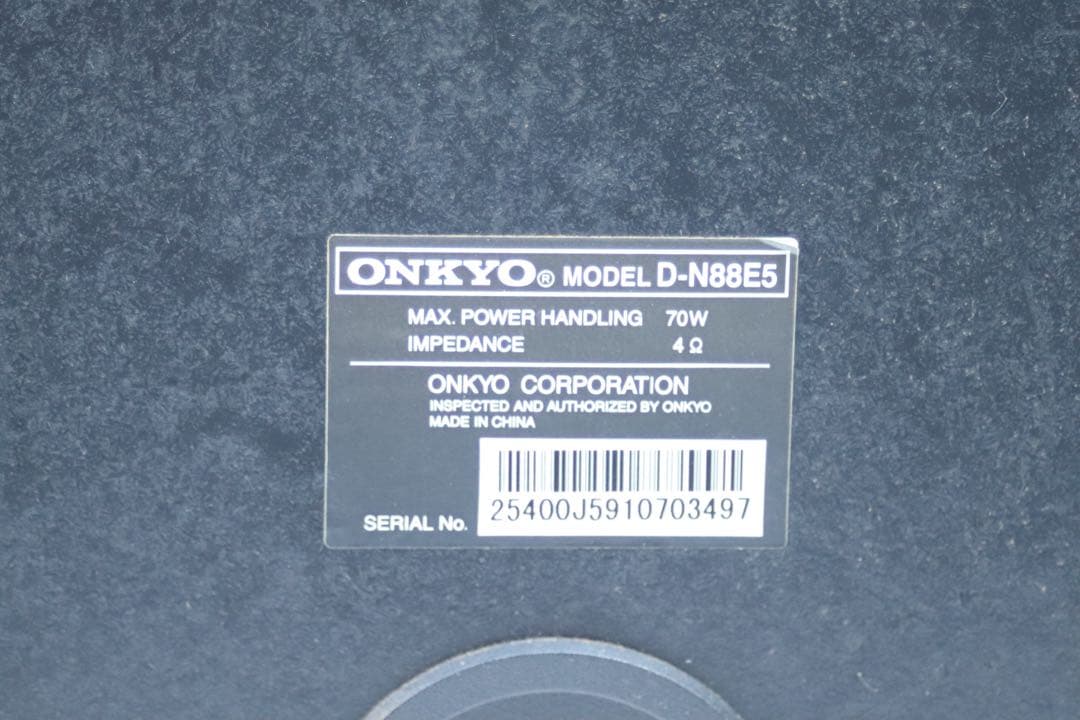 ONKYO® MODEL D-N88E5
MAX. POWER HANDLING 70W
IMPEDANCE 4 Ω
ONKYO CORPORATION
INSPECTED AND AUTHORIZED BY ONKYO
MADE IN CHINA
25400J5910703497
SERIAL No.